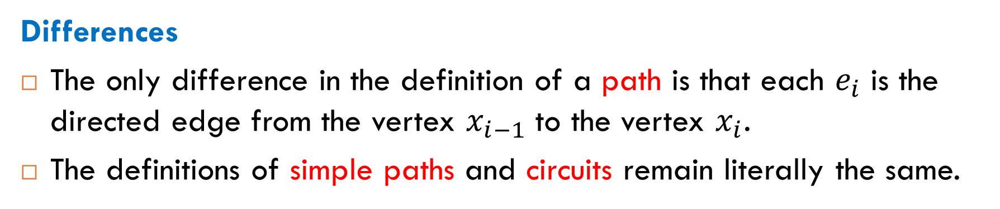 Differences
□ The only difference in the definition of a path is that each $e_i$ is the
directed edge from the vertex $x_{i-1}$ to the vertex $x_i$.
□ The definitions of simple paths and circuits remain literally the same.